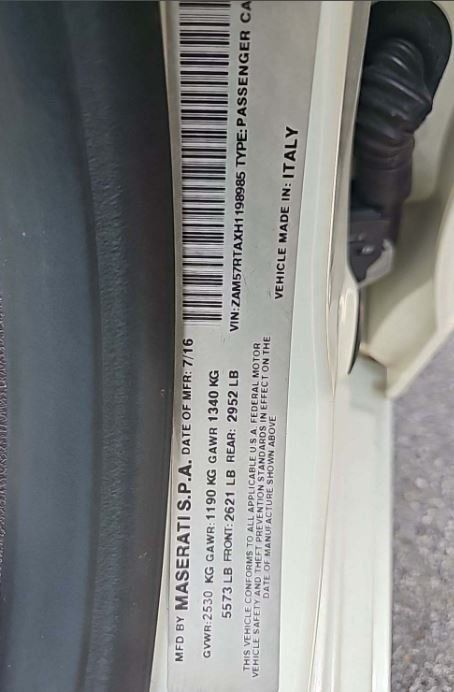 MFD BY MASERATI S.P.A. DATE OF MFR: 7/16
GVWR: 2530 KG GAWR: 1190 KG GAWR 1340 KG
5573 LB FRONT: 2621 LB REAR: 2952 LB
VIN: ZAM57RTAXH1198985 TYPE: PASSENGER CA
THIS VEHICLE CONFORMS TO ALL APPLICABLE U.S.A. FEDERAL MOTOR
VEHICLE SAFETY AND THEFT PREVENTION STANDARDS IN EFFECT ON THE
DATE OF MANUFACTURE SHOWN ABOVE
VEHICLE MADE IN: ITALY